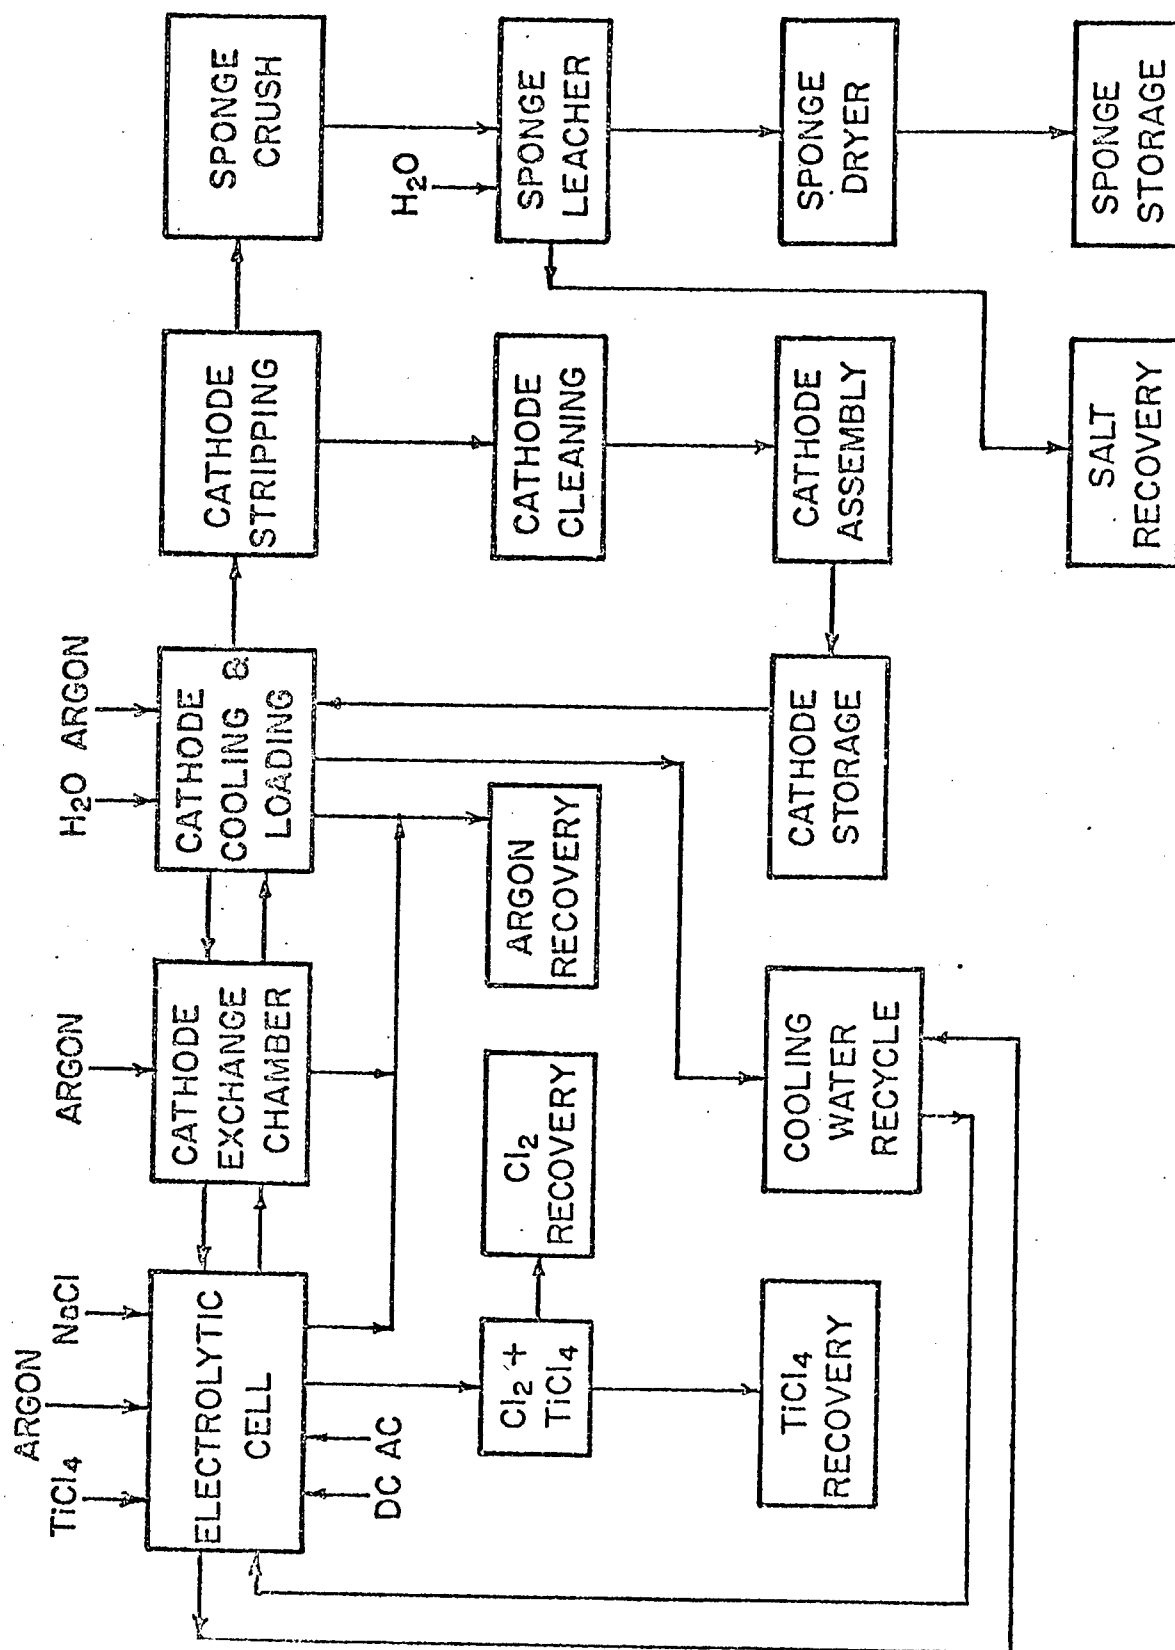 TiCl4
ARGON
NaCl
ARGON
H2O
ARGON
ELECTROLYTIC
CELL
CATHODE
EXCHANGE
CHAMBER
CATHODE
COOLING &
LOADING
CATHODE
STRIPPING
SPONGE
CRUSH
DC
AC
H2O
Cl2 +
TiCl4
Cl2
RECOVERY
ARGON
RECOVERY
CATHODE
CLEANING
SPONGE
LEACHER
TiCl4
RECOVERY
COOLING
WATER
RECYCLE
CATHODE
STORAGE
CATHODE
ASSEMBLY
SPONGE
DRYER
SALT
RECOVERY
SPONGE
STORAGE